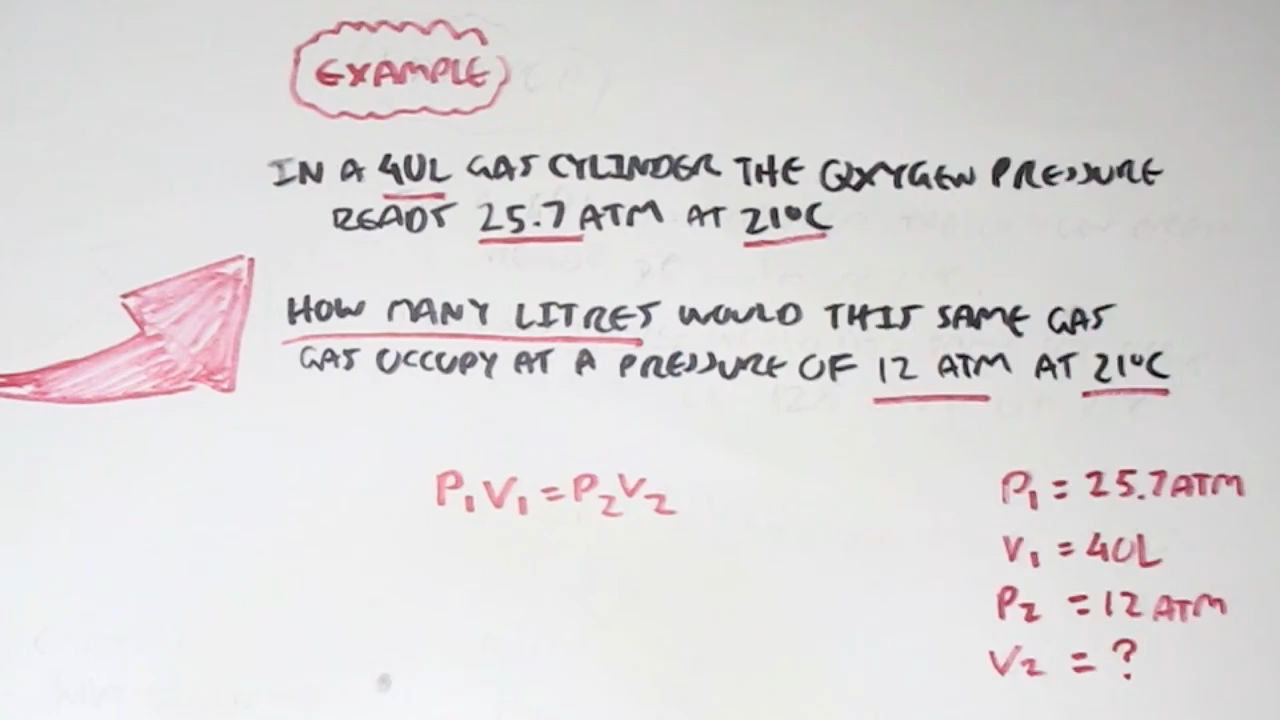 EXAMPLE
IN A 40L GAS CYLINDER THE OXYGEN PRESSURE
READS 25.7 ATM AT 21°C
HOW MANY LITRES WOULD THIS SAME GAS
GAS OCCUPY AT A PRESSURE OF 12 ATM AT 21°C
P₁V₁ = P₂V₂
P₁ = 25.7 ATM
V₁ = 40L
P₂ = 12 ATM
V₂ = ?